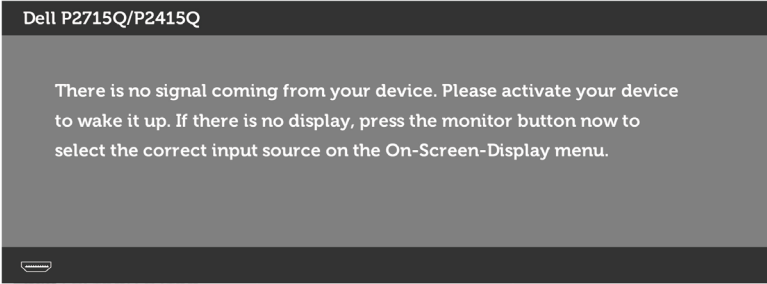 Dell P2715Q/P2415Q
There is no signal coming from your device. Please activate your device
to wake it up. If there is no display, press the monitor button now to
select the correct input source on the On-Screen-Display menu.